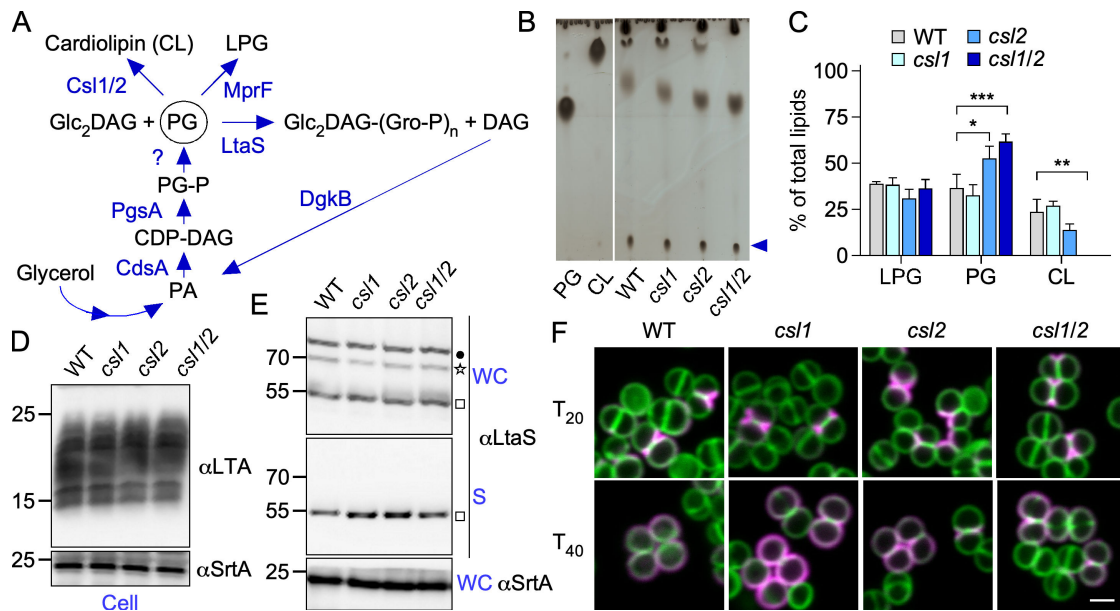 A
Cardiolipin (CL)
LPG
Csl1/2
MprF
Glc2DAG + PG
Glc2DAG-(Gro-P)n + DAG
LtaS
?
PG-P
PgsA
DgkB
CDP-DAG
Glycerol
CdsA
PA
B
PG
CL
WT
csl1
csl2
csl1/2
C
WT
csl2
csl1
csl1/2
% of total lipids
100
75
50
25
0
***
*
**
LPG
PG
CL
D
WT
csl1
csl2
csl1/2
25
15
αLTA
25
αSrtA
Cell
E
WT
csl1
csl2
csl1/2
70
55
WC
αLtaS
70
55
S
25
WC αSrtA
F
WT
csl1
csl2
csl1/2
T20
T40